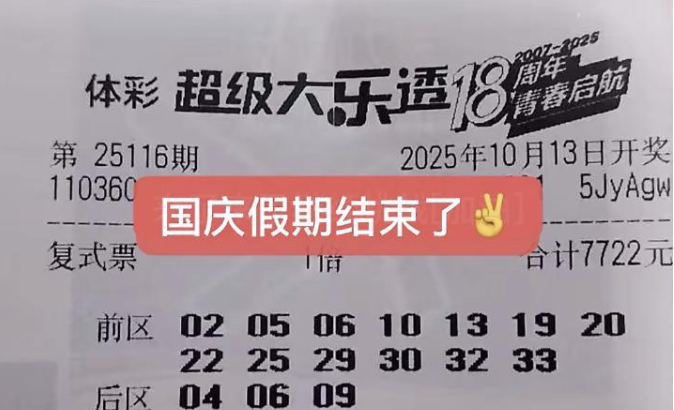 体彩 超级大乐透 18周年 2007-2025
青春启航
第 25116期 2025年10月13日开奖
110360 5JyAgw
国庆假期结束了✌️
复式票 1倍 合计7722元
前区 02 05 06 10 13 19 20
22 25 29 30 32 33
后区 04 06 09